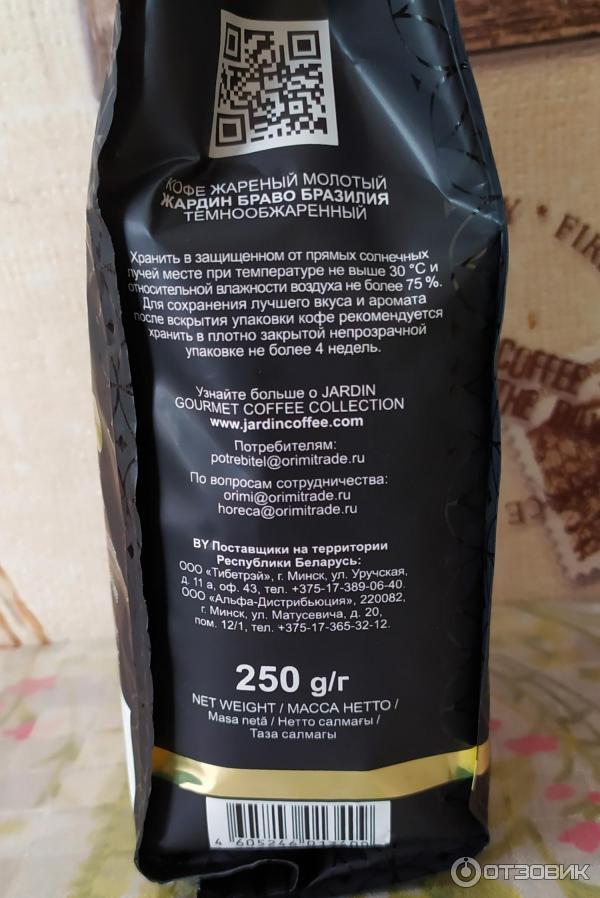 КОФЕ ЖАРЕНЫЙ МОЛОТЫЙ
ЖАРДИН БРАВО БРАЗИЛИЯ
ТЕМНООБЖАРЕННЫЙ
Хранить в защищенном от прямых солнечных
лучей месте при температуре не выше 30 °С и
относительной влажности воздуха не более 75 %.
Для сохранения лучшего вкуса и аромата
после вскрытия упаковки кофе рекомендуется
хранить в плотно закрытой непрозрачной
упаковке не более 4 недель.
Узнайте больше о JARDIN
GOURMET COFFEE COLLECTION
www.jardincoffee.com
Потребителям:
potrebitel@orimitrade.ru
По вопросам сотрудничества:
orimi@orimitrade.ru
horeca@orimitrade.ru
BY Поставщики на территории
Республики Беларусь:
ООО «Тибетрэй», г. Минск, ул. Уручская,
д. 11 а, оф. 43, тел. +375-17-389-06-40.
ООО «Альфа-Дистрибьюция», 220082,
г. Минск, ул. Матусевича, д. 20,
пом. 12/1, тел. +375-17-365-32-12.
250 g/г
NET WEIGHT / МАССА НЕТТО /
Masa netă / Нетто салмағы /
Таза салмагы
4 605246
* FIR
COFFEE
THE
ОТЗОВИК